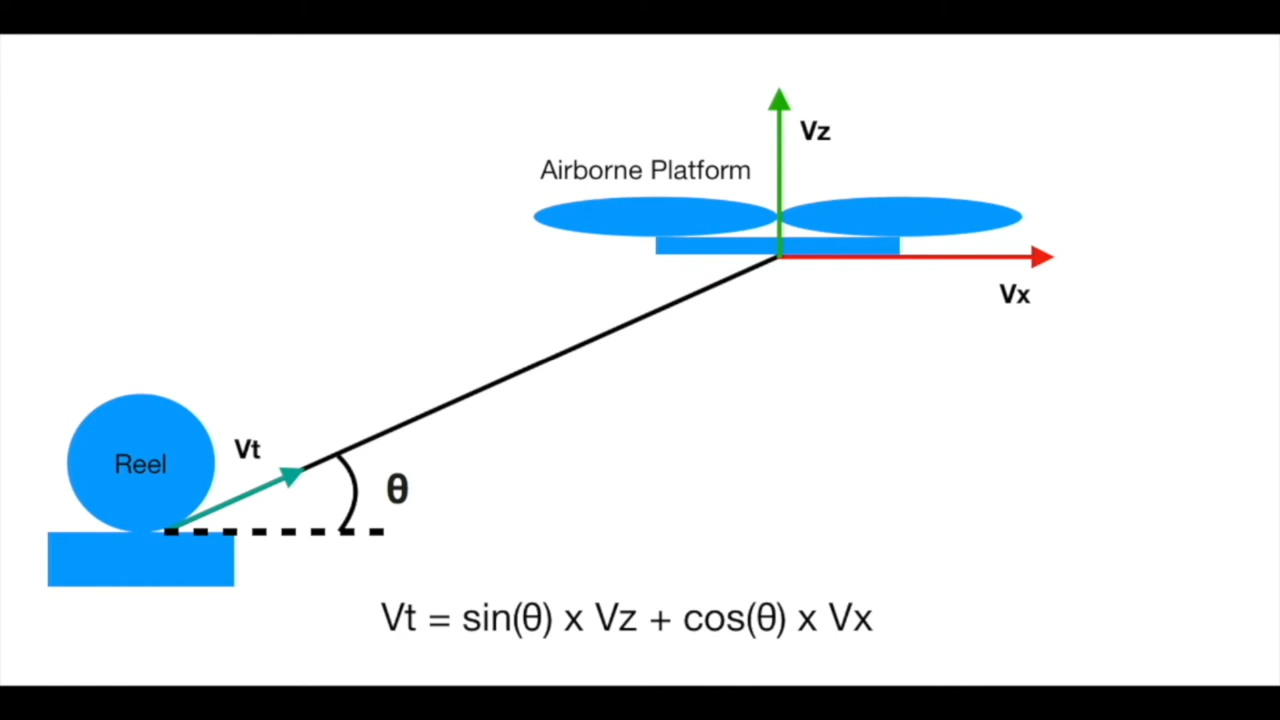 Vz
Airborne Platform
Vx
Vt
Reel
θ
Vt = sin(θ) x Vz + cos(θ) x Vx